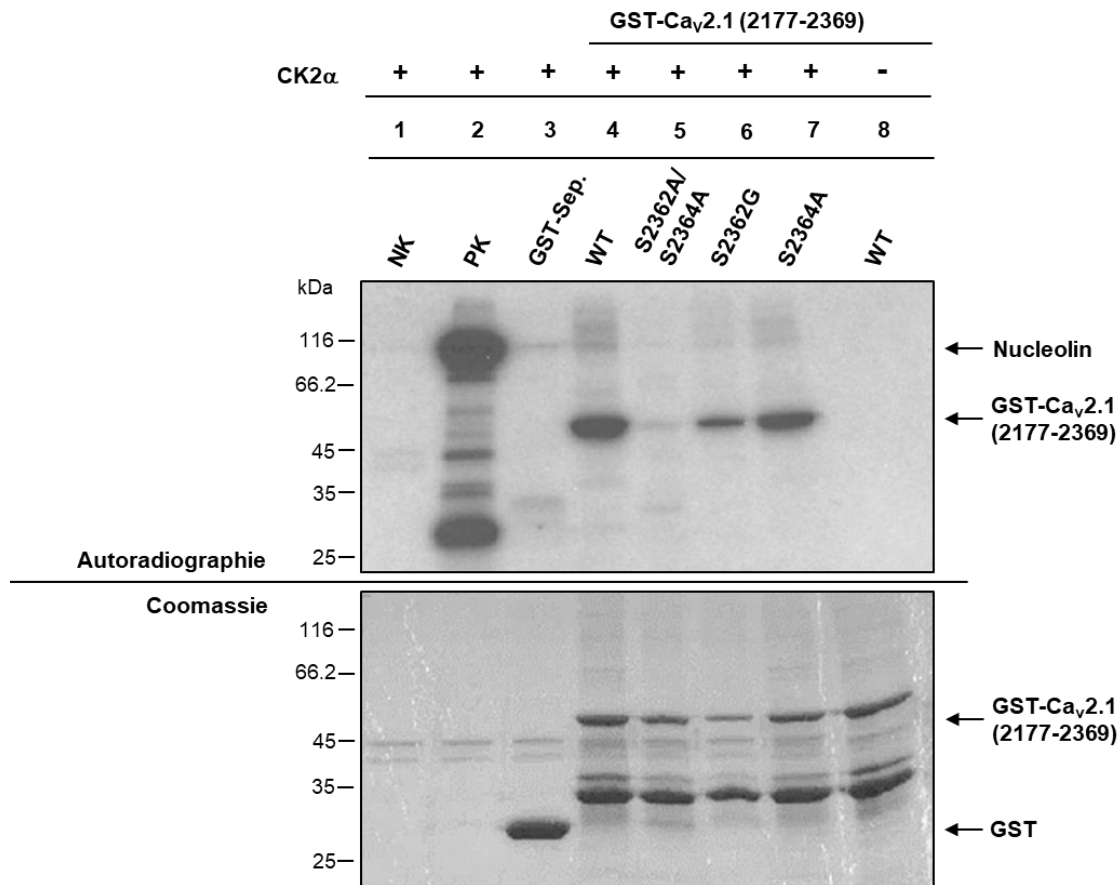 GST-CaV2.1 (2177-2369)
CK2α + + + + + + + -
1 2 3 4 5 6 7 8
NK PK GST-Sep. WT S2362A/ S2364A S2362G S2364A WT
kDa
116
66.2
45
35
25
Nucleolin
GST-CaV2.1
(2177-2369)
Autoradiographie
Coomassie
116
66.2
45
35
25
GST-CaV2.1
(2177-2369)
GST